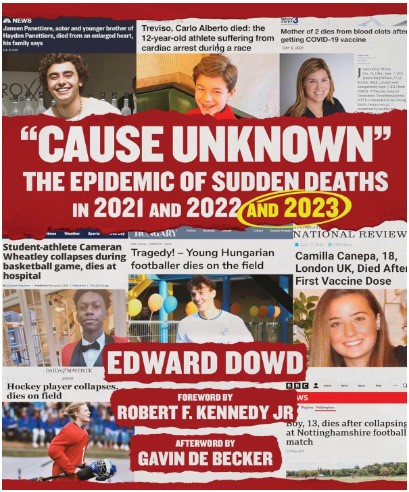 NEWS
Jansen Panettiere, actor and younger brother of
Hayden Panettiere, died from an enlarged heart,
his family says
Treviso, Carlo Alberto died: the
12-year-old athlete suffering from
cardiac arrest during a race
Mother of 2 dies from blood clots after
getting COVID-19 vaccine
"CAUSE UNKNOWN"
THE EPIDEMIC OF SUDDEN DEATHS
IN 2021 AND 2022 AND 2023
Student-athlete Cameran
Wheatley collapses during
basketball game, dies at
hospital
HUNGARY
Tragedy! – Young Hungarian
footballer dies on the field
NATIONAL REVIEW
Camilla Canepa, 18,
London UK, Died After
First Vaccine Dose
EDWARD DOWD
DAILY MAVERICK
SPORT
Hockey player collapses,
dies on field
FOREWORD BY
ROBERT F. KENNEDY JR
AFTERWORD BY
GAVIN DE BECKER
BBC
NEWS
Boy, 13, dies after collapsing
at Nottinghamshire football
match